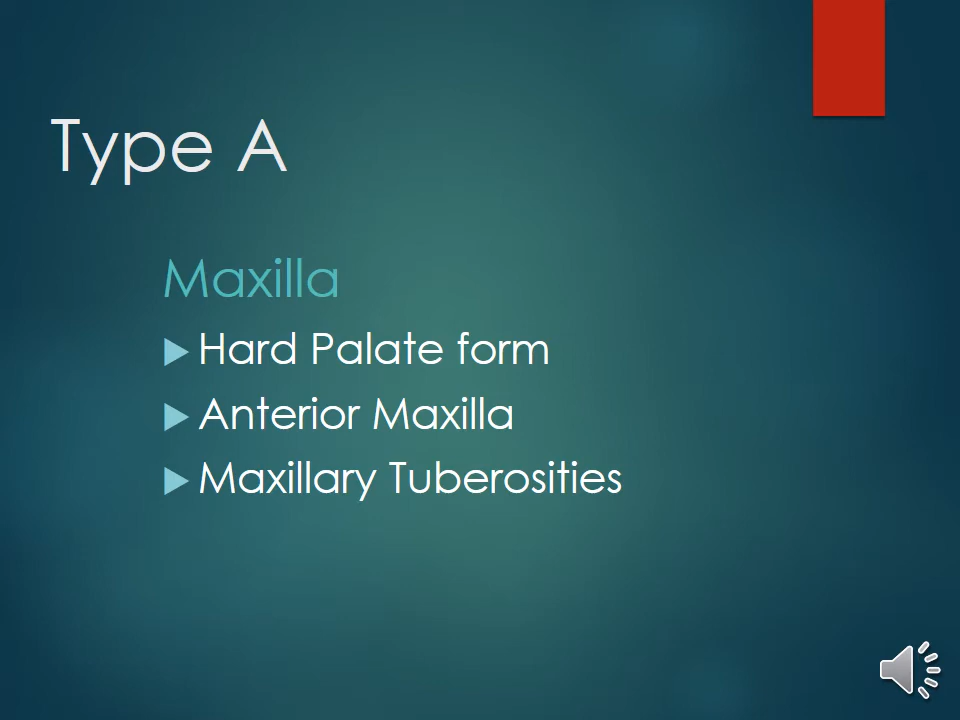 Type A
Maxilla
Hard Palate form
Anterior Maxilla
Maxillary Tuberosities